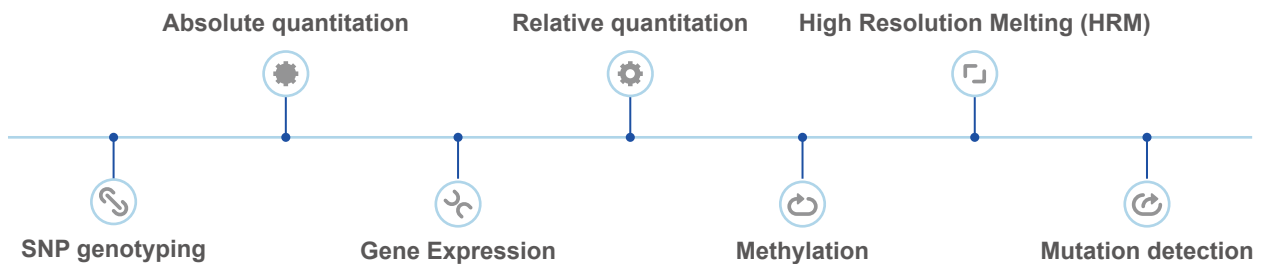 Absolute quantitation
Relative quantitation
High Resolution Melting (HRM)
SNP genotyping
Gene Expression
Methylation
Mutation detection